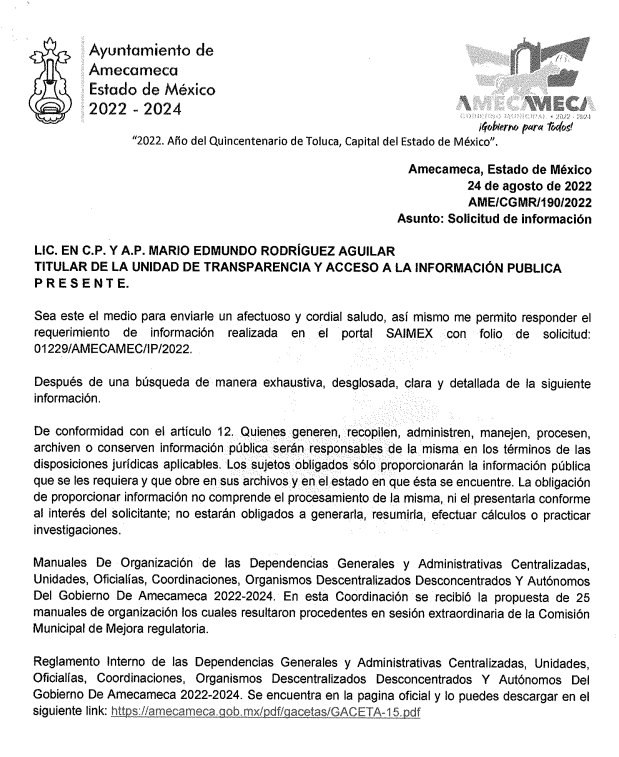 Ayuntamiento de
Amecameca
Estado de México
2022 - 2024
AMECAMECA
GOBIERNO MUNICIPAL • 2022 - 2024
¡Gobierno para Todos!
“2022. Año del Quincentenario de Toluca, Capital del Estado de México”.
Amecameca, Estado de México
24 de agosto de 2022
AME/CGMR/190/2022
Asunto: Solicitud de información
LIC. EN C.P. Y A.P. MARIO EDMUNDO RODRÍGUEZ AGUILAR
TITULAR DE LA UNIDAD DE TRANSPARENCIA Y ACCESO A LA INFORMACIÓN PUBLICA
P R E S E N T E.
Sea este el medio para enviarle un afectuoso y cordial saludo, así mismo me permito responder el
requerimiento de información realizada en el portal SAIMEX con folio de solicitud:
01229/AMECAMEC/IP/2022.
Después de una búsqueda de manera exhaustiva, desglosada, clara y detallada de la siguiente
información.
De conformidad con el artículo 12. Quienes generen, recopilen, administren, manejen, procesen,
archiven o conserven información pública serán responsables de la misma en los términos de las
disposiciones jurídicas aplicables. Los sujetos obligados sólo proporcionarán la información pública
que se les requiera y que obre en sus archivos y en el estado en que ésta se encuentre. La obligación
de proporcionar información no comprende el procesamiento de la misma, ni el presentarla conforme
al interés del solicitante; no estarán obligados a generarla, resumirla, efectuar cálculos o practicar
investigaciones.
Manuales De Organización de las Dependencias Generales y Administrativas Centralizadas,
Unidades, Oficialías, Coordinaciones, Organismos Descentralizados Desconcentrados Y Autónomos
Del Gobierno De Amecameca 2022-2024. En esta Coordinación se recibió la propuesta de 25
manuales de organización los cuales resultaron procedentes en sesión extraordinaria de la Comisión
Municipal de Mejora regulatoria.
Reglamento Interno de las Dependencias Generales y Administrativas Centralizadas, Unidades,
Oficialías, Coordinaciones, Organismos Descentralizados Desconcentrados Y Autónomos Del
Gobierno De Amecameca 2022-2024. Se encuentra en la pagina oficial y lo puedes descargar en el
siguiente link: https://amecameca.gob.mx/pdf/gacetas/GACETA-15.pdf